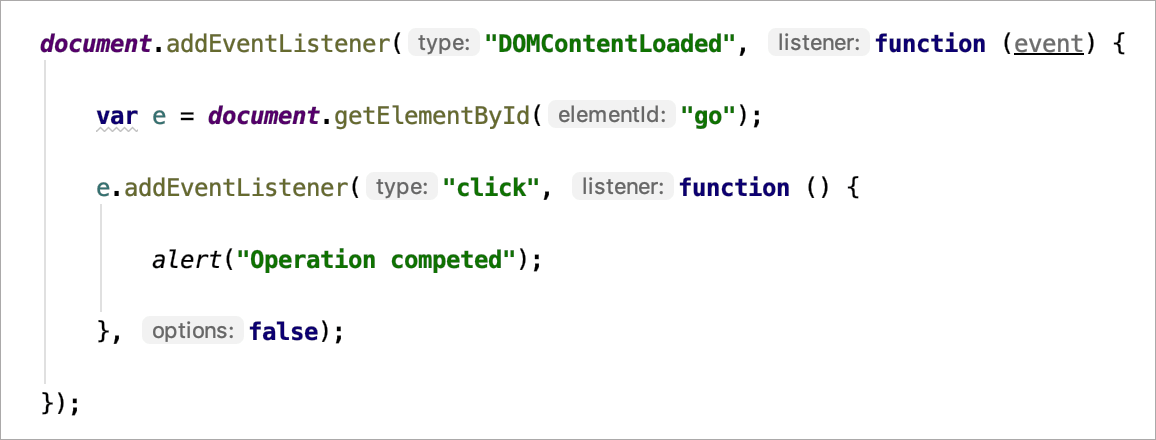 document.addEventListener( type: "DOMContentLoaded", listener: function (event) {
var e = document.getElementById( elementId: "go");
e.addEventListener( type: "click", listener: function () {
alert("Operation competed");
}, options: false);
});